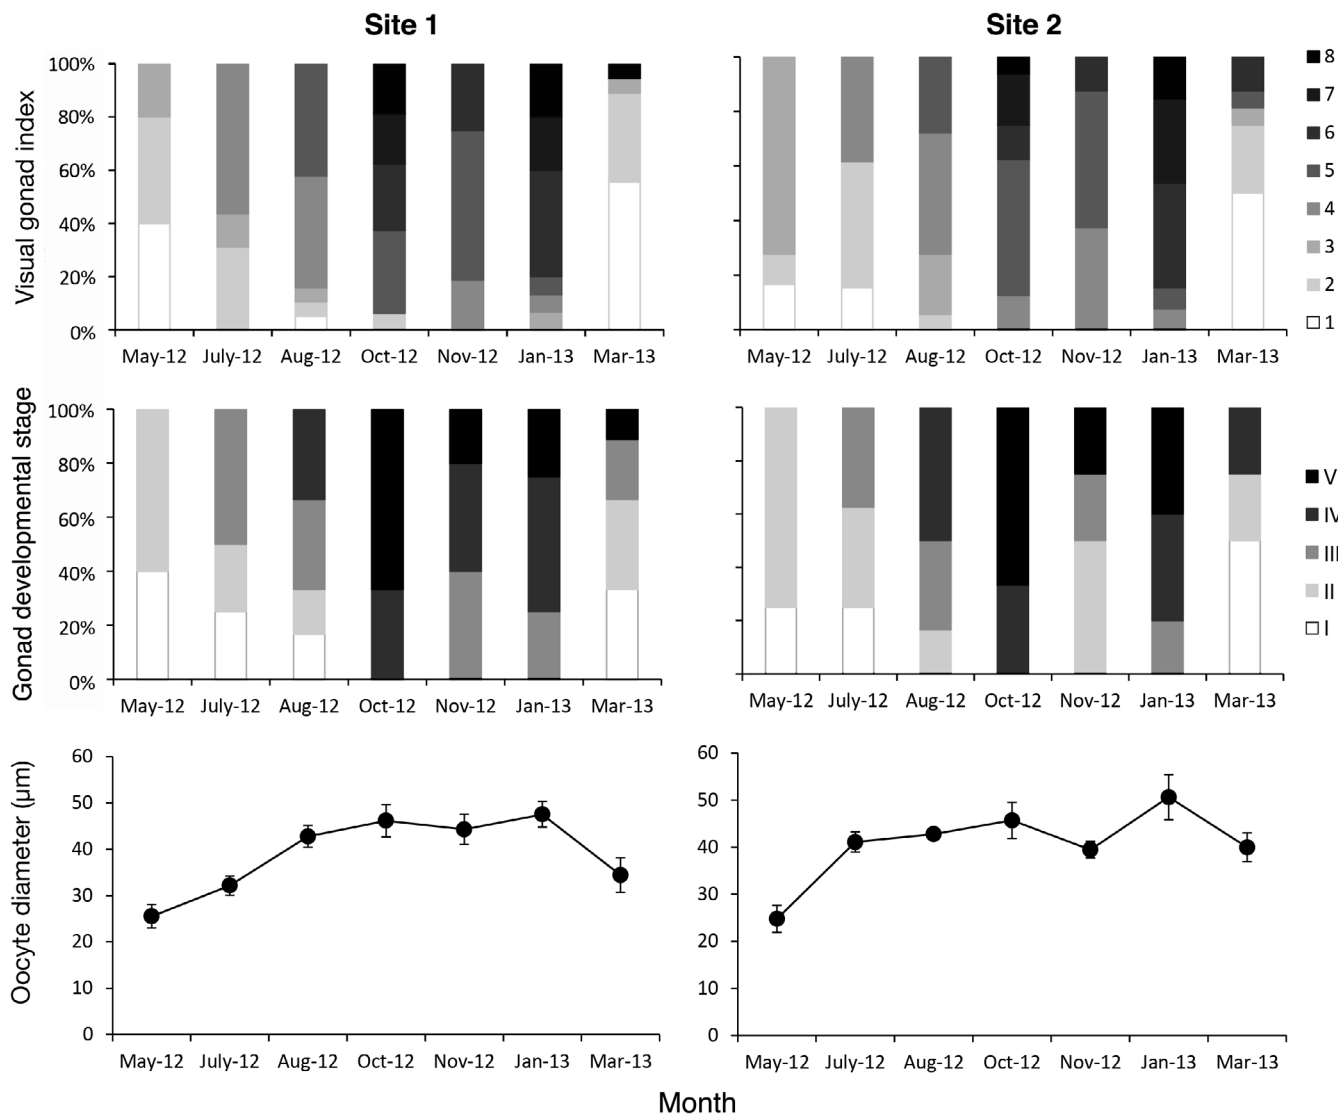 Site 1
Site 2
Visual gonad index
100%
80%
60%
40%
20%
0%
May-12 July-12 Aug-12 Oct-12 Nov-12 Jan-13 Mar-13
May-12 July-12 Aug-12 Oct-12 Nov-12 Jan-13 Mar-13
8
7
6
5
4
3
2
1
Gonad developmental stage
100%
80%
60%
40%
20%
0%
May-12 July-12 Aug-12 Oct-12 Nov-12 Jan-13 Mar-13
May-12 July-12 Aug-12 Oct-12 Nov-12 Jan-13 Mar-13
V
IV
III
II
I
Oocyte diameter (μm)
60
50
40
30
20
10
0
May-12 July-12 Aug-12 Oct-12 Nov-12 Jan-13 Mar-13
60
50
40
30
20
10
0
May-12 July-12 Aug-12 Oct-12 Nov-12 Jan-13 Mar-13
Month